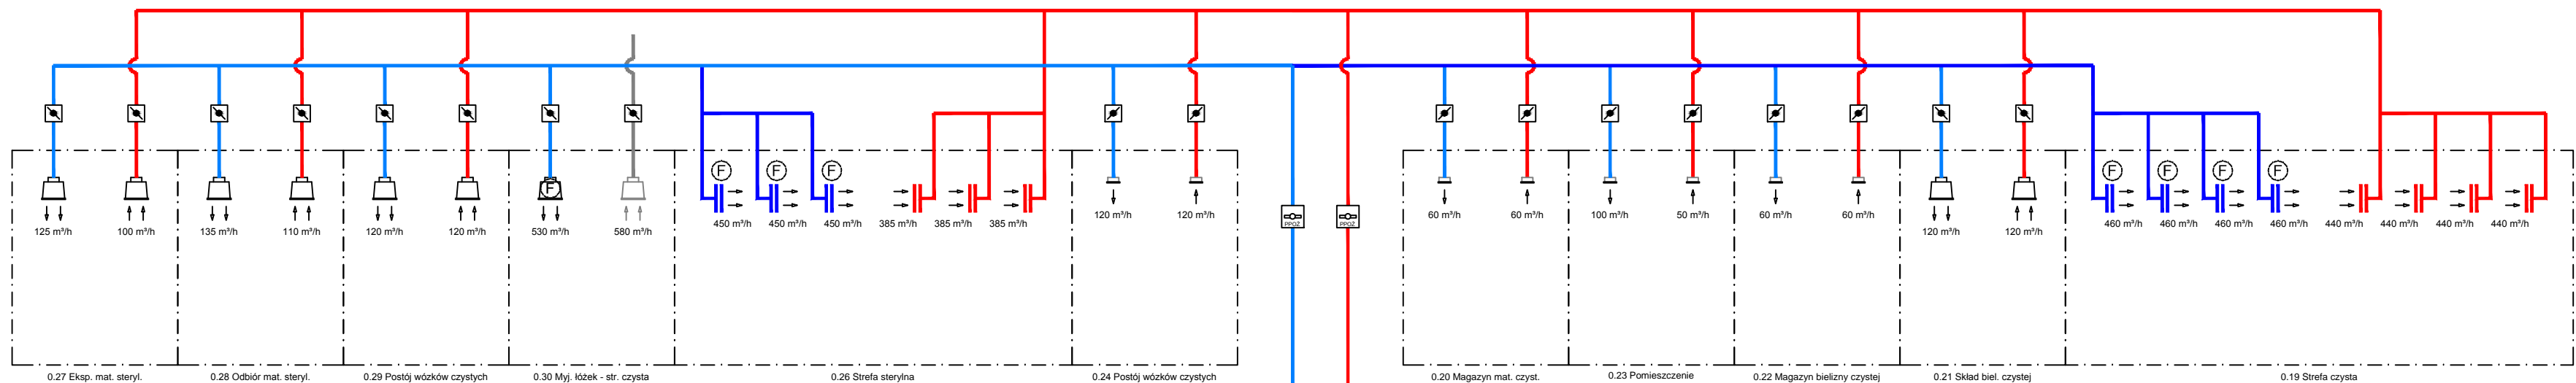 F
F
F
F
F
F
F
F
125 m³/h
100 m³/h
135 m³/h
110 m³/h
120 m³/h
120 m³/h
530 m³/h
580 m³/h
450 m³/h
450 m³/h
450 m³/h
385 m³/h
385 m³/h
385 m³/h
120 m³/h
120 m³/h
PPOŻ
PPOŻ
60 m³/h
60 m³/h
100 m³/h
50 m³/h
60 m³/h
60 m³/h
120 m³/h
120 m³/h
460 m³/h
460 m³/h
460 m³/h
460 m³/h
440 m³/h
440 m³/h
440 m³/h
440 m³/h
0.27 Eksp. mat. steryl.
0.28 Odbiór mat. steryl.
0.29 Postój wózków czystych
0.30 Myj. łóżek - str. czysta
0.26 Strefa sterylna
0.24 Postój wózków czystych
0.20 Magazyn mat. czyst.
0.23 Pomieszczenie
0.22 Magazyn bielizny czystej
0.21 Skład biel. czystej
0.19 Strefa czysta